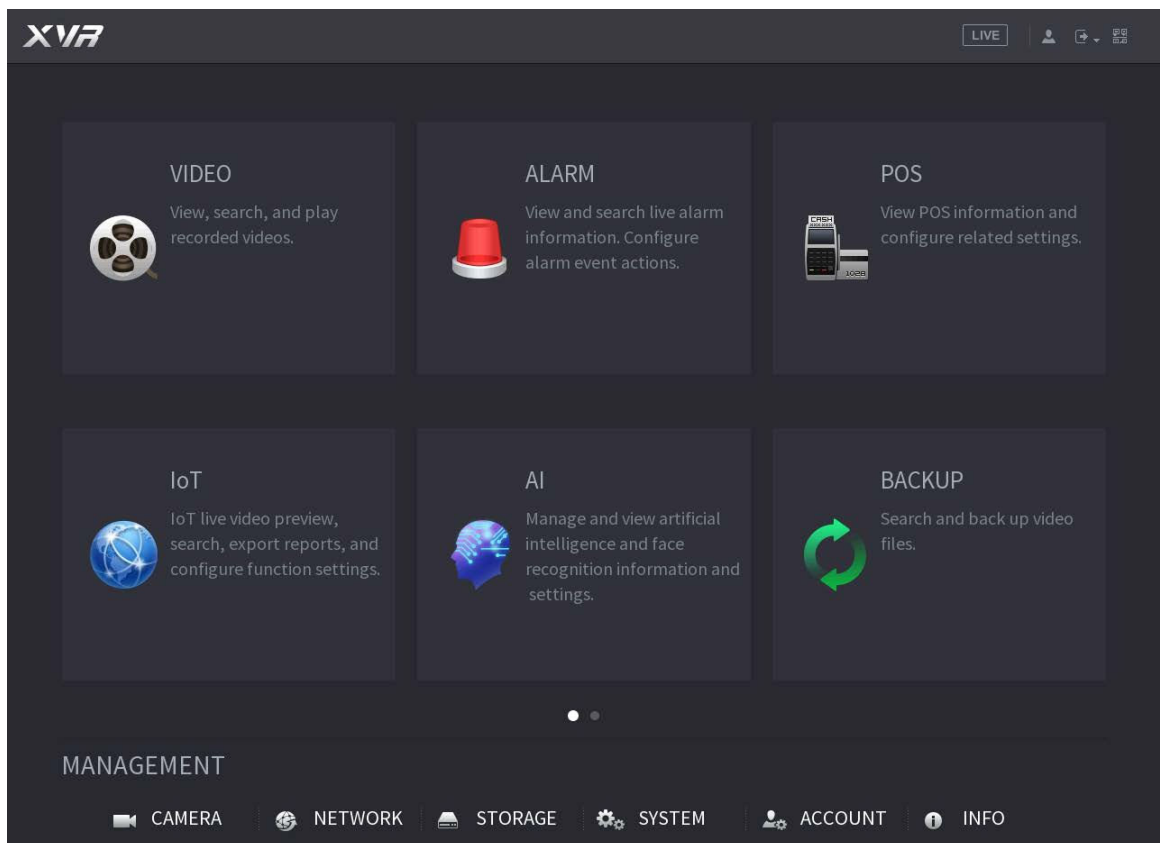 XVR
LIVE
VIDEO
View, search, and play
recorded videos.
ALARM
View and search live alarm
information. Configure
alarm event actions.
POS
View POS information and
configure related settings.
CASH
1028
IoT
IoT live video preview,
search, export reports, and
configure function settings.
AI
Manage and view artificial
intelligence and face
recognition information and
settings.
BACKUP
Search and back up video
files.
MANAGEMENT
CAMERA NETWORK STORAGE SYSTEM ACCOUNT INFO